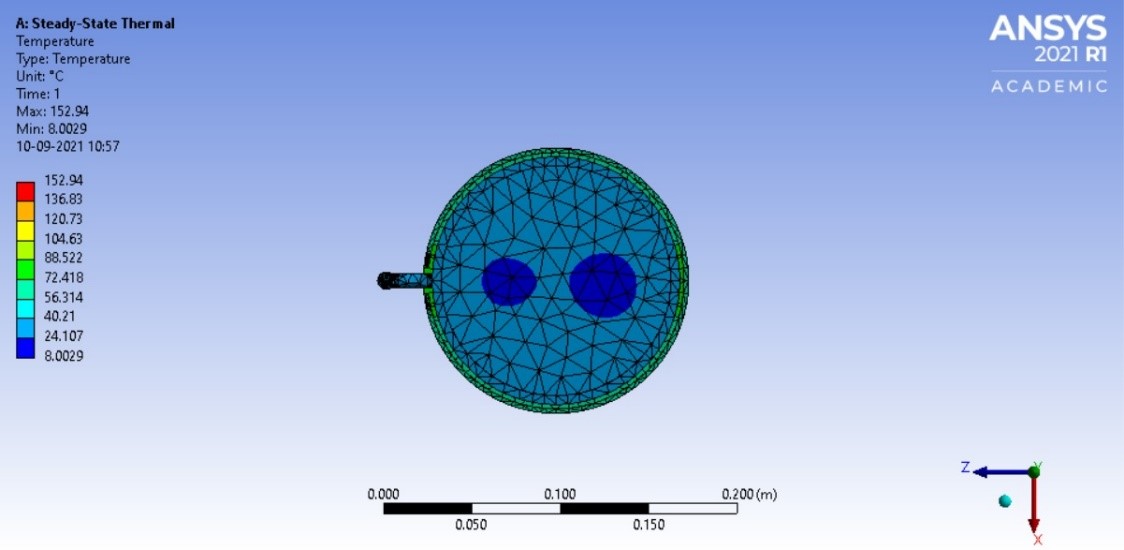 A: Steady-State Thermal
Temperature
Type: Temperature
Unit: °C
Time: 1
Max: 152.94
Min: 8.0029
10-09-2021 10:57
152.94
136.83
120.73
104.63
88.522
72.418
56.314
40.21
24.107
8.0029
ANSYS
2021 R1
ACADEMIC
0.000 0.100 0.200 (m)
0.050 0.150
Z Y
X